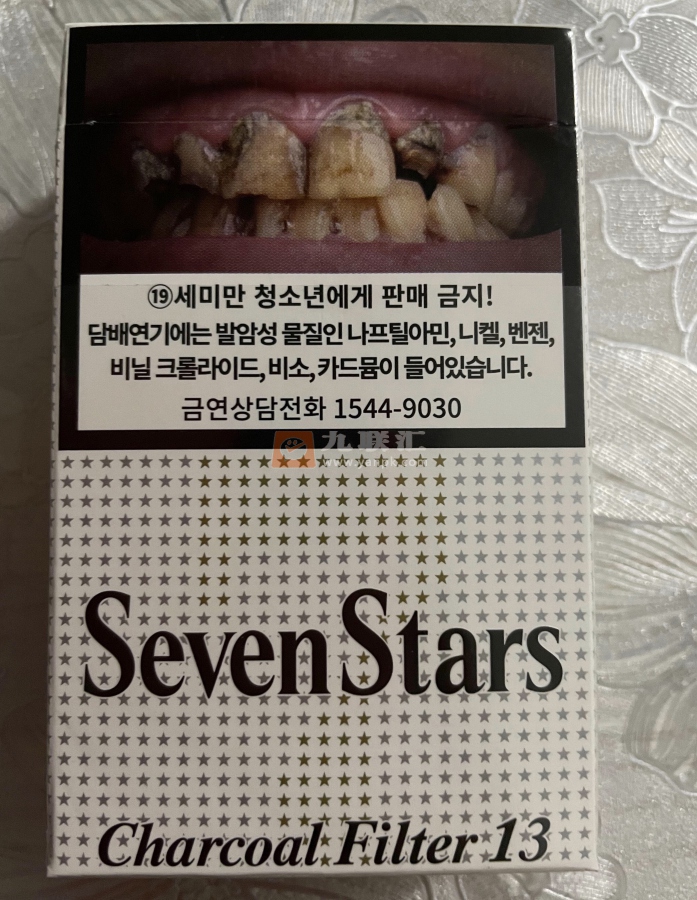 ⑲세미만 청소년에게 판매 금지!
담배연기에는 발암성 물질인 나프틸아민, 니켈, 벤젠,
비닐 크롤라이드, 비소, 카드뮴이 들어있습니다.
금연상담전화 1544-9030
九联汇
Seven Stars
Charcoal Filter 13